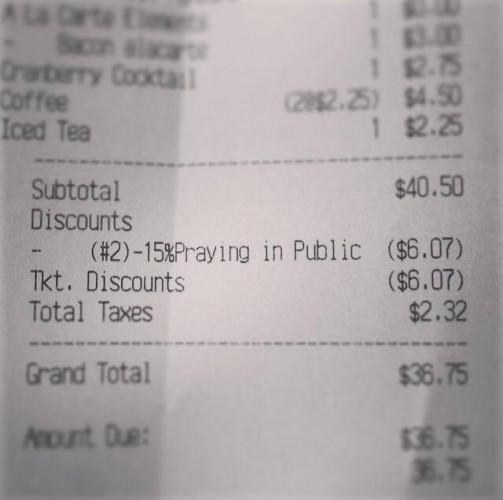 A La Carte Elements 1 $0.00
- Bacon alacarte 1 $3.00
Cranberry Cocktail 1 $2.75
Coffee (2@$2.25) $4.50
Iced Tea 1 $2.25
Subtotal $40.50
Discounts
- (#2)-15%Praying in Public ($6.07)
Tkt. Discounts ($6.07)
Total Taxes $2.32
Grand Total $36.75
Amount Due: $36.75
36.75